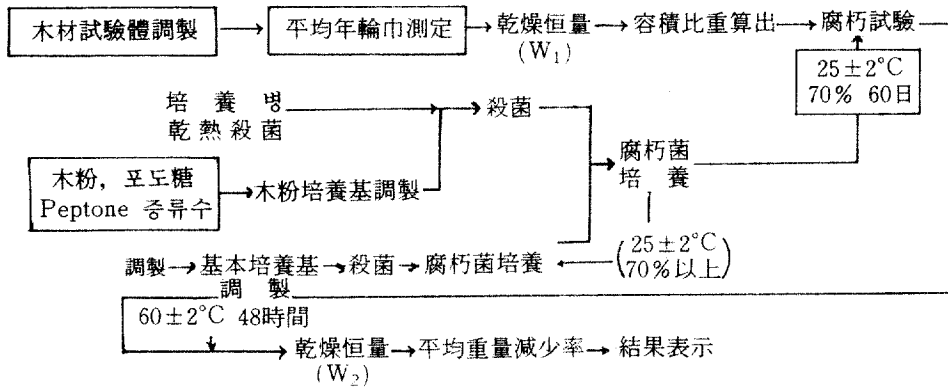 木材試驗體調製 → 平均年輪巾測定 → 乾燥恒量 → 容積比重算出 → 腐朽試驗
(W₁)
25±2°C
70% 60日
培養병
乾熱殺菌
殺菌
木粉, 포도糖
Peptone 증류수
木粉培養基調製
腐朽菌
培養
調製 → 基本培養基 → 殺菌 → 腐朽菌培養
調製
(25±2°C
70%以上)
60±2°C 48時間
乾燥恒量 → 平均重量減少率 → 結果表示
(W₂)